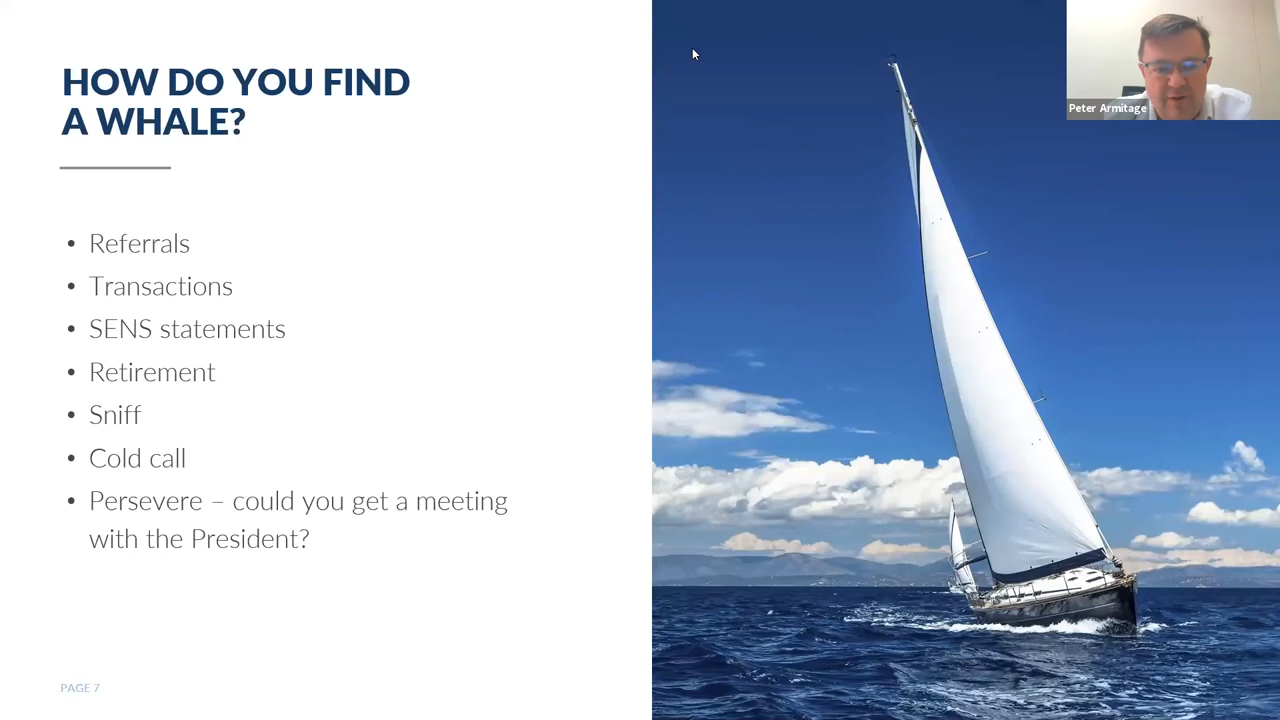 HOW DO YOU FIND
A WHALE?
• Referrals
• Transactions
• SENS statements
• Retirement
• Sniff
• Cold call
• Persevere – could you get a meeting
with the President?
PAGE 7
Peter Armitage